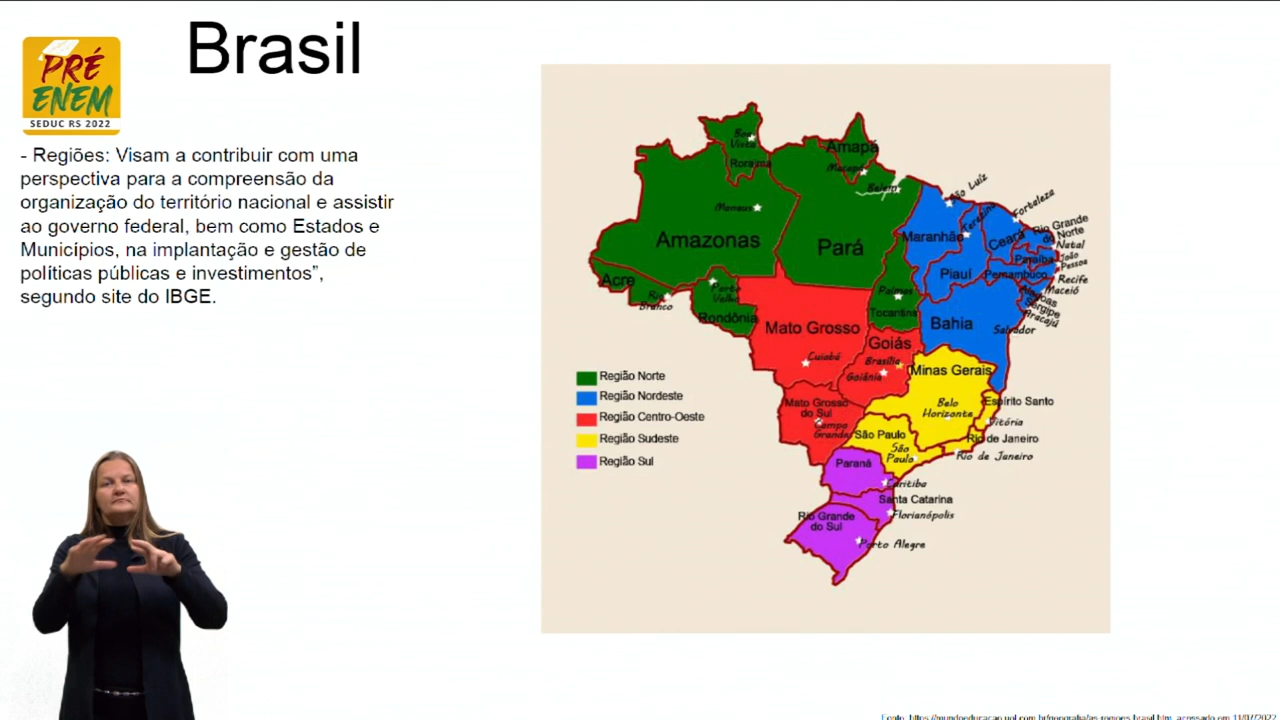 Brasil
PRÉ
ENEM
SEDUC RS 2022
- Regiões: Visam a contribuir com uma
perspectiva para a compreensão da
organização do território nacional e assistir
ao governo federal, bem como Estados e
Municípios, na implantação e gestão de
políticas públicas e investimentos”,
segundo site do IBGE.
Boa
Vista
Roraima
Amapá
Macapá
Belém
São Luíz
Manaus
Amazonas
Pará
Maranhão
Teresina
Fortaleza
Ceará
Rio Grande
do Norte
Natal
Paraíba
João
Pessoa
Acre
Rio
Branco
Porto
Velho
Rondônia
Palmas
Tocantins
Piauí
Pernambuco
Recife
Alagoas
Maceió
Sergipe
Aracajú
Bahia
Salvador
Mato Grosso
Cuiabá
Goiás
Brasília
Goiânia
Minas Gerais
Belo
Horizonte
Espírito Santo
Vitória
Mato Grosso
do Sul
Campo
Grande
São Paulo
São
Paulo
Rio de Janeiro
Rio de Janeiro
Paraná
Curitiba
Santa Catarina
Florianópolis
Rio Grande
do Sul
Porto Alegre
Região Norte
Região Nordeste
Região Centro-Oeste
Região Sudeste
Região Sul